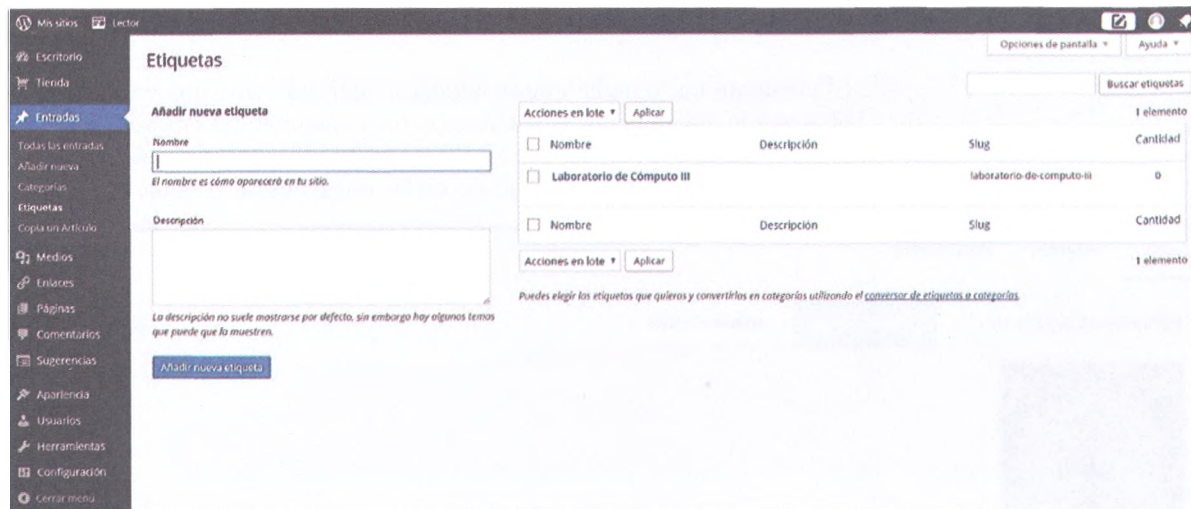 Mis sitios Lector
Opciones de pantalla Ayuda
Escritorio
Tienda
Entradas
Todas las entradas
Añadir nueva
Categorías
Etiquetas
Copia un Artículo
Medios
Enlaces
Páginas
Comentarios
Sugerencias
Apariencia
Usuarios
Herramientas
Configuración
Cerrar menú
Etiquetas
Buscar etiquetas
Añadir nueva etiqueta
Nombre
El nombre es cómo aparecerá en tu sitio.
Descripción
La descripción no suele mostrarse por defecto, sin embargo hay algunos temas
que puede que la muestren.
Añadir nueva etiqueta
Acciones en lote Aplicar 1 elemento
Nombre Descripción Slug Cantidad
Laboratorio de Cómputo III laboratorio-de-computo-iii 0
Nombre Descripción Slug Cantidad
Acciones en lote Aplicar 1 elemento
Puedes elegir las etiquetas que quieras y convertirlas en categorías utilizando el conversor de etiquetas a categorías.